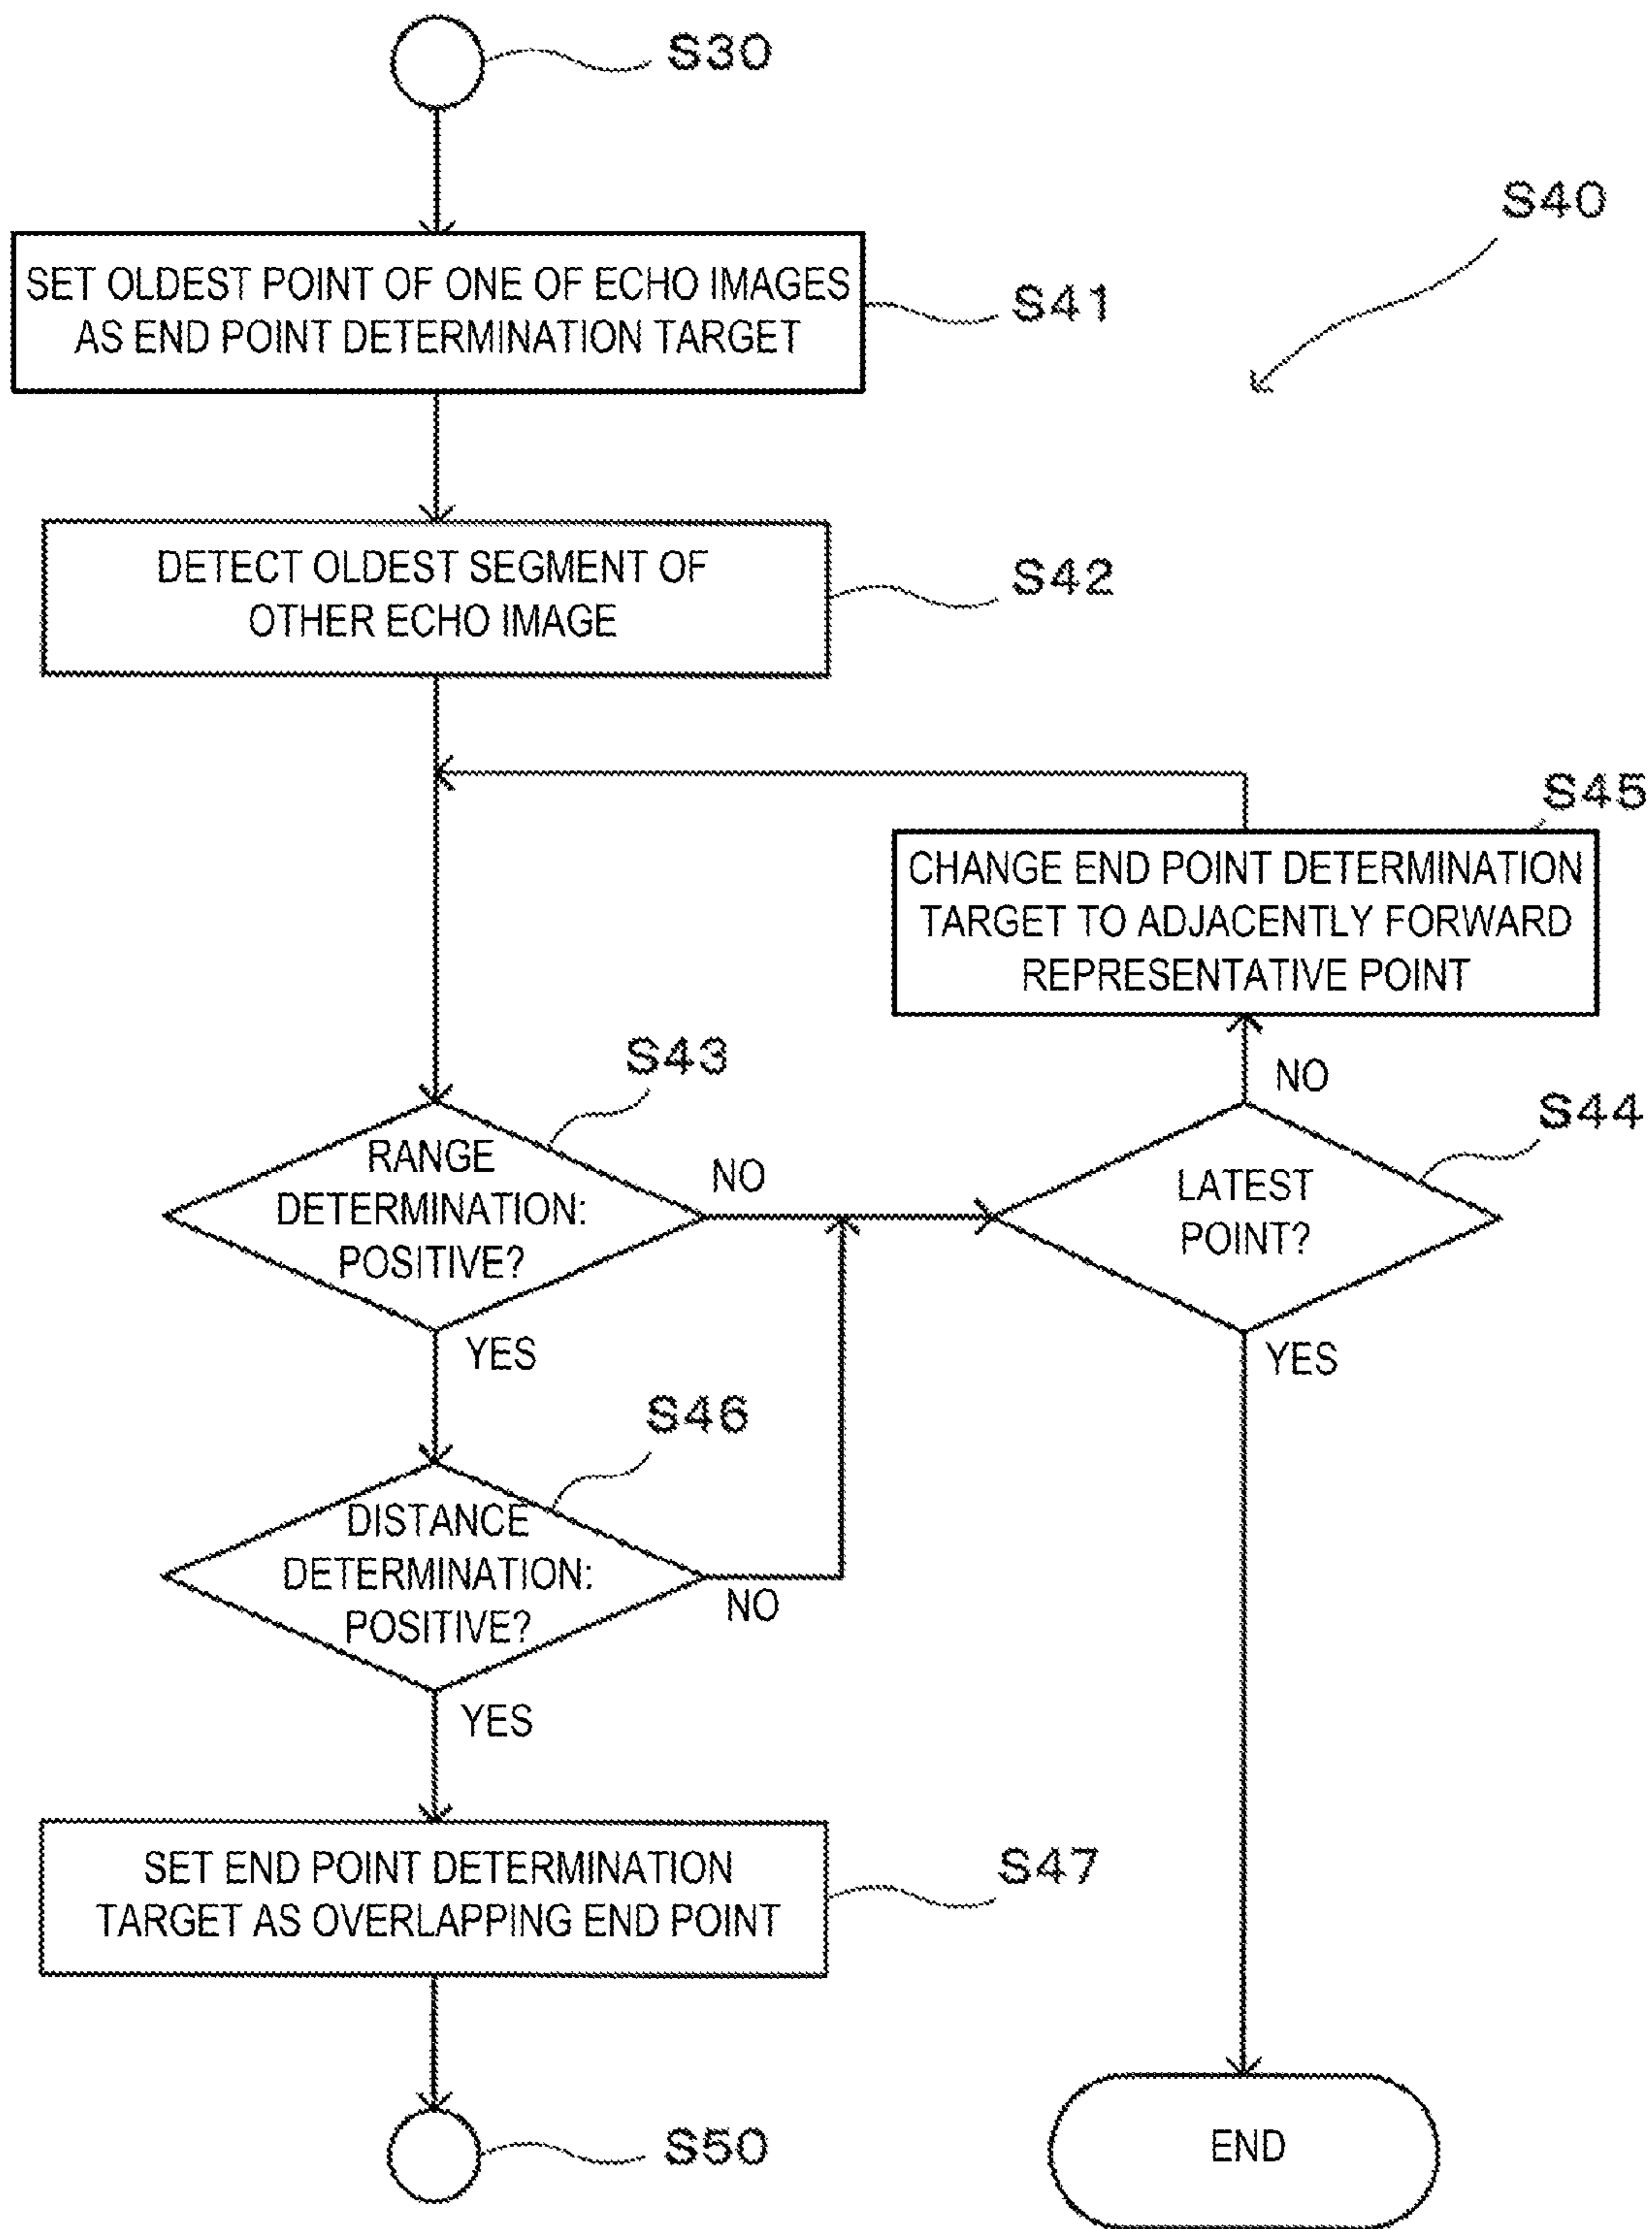 S30
S40
SET OLDEST POINT OF ONE OF ECHO IMAGES
AS END POINT DETERMINATION TARGET
S41
DETECT OLDEST SEGMENT OF
OTHER ECHO IMAGE
S42
S45
CHANGE END POINT DETERMINATION
TARGET TO ADJACENTLY FORWARD
REPRESENTATIVE POINT
S43
RANGE
DETERMINATION:
POSITIVE?
NO
YES
NO
S44
LATEST
POINT?
YES
S46
DISTANCE
DETERMINATION:
POSITIVE?
NO
YES
SET END POINT DETERMINATION
TARGET AS OVERLAPPING END POINT
S47
S50
END